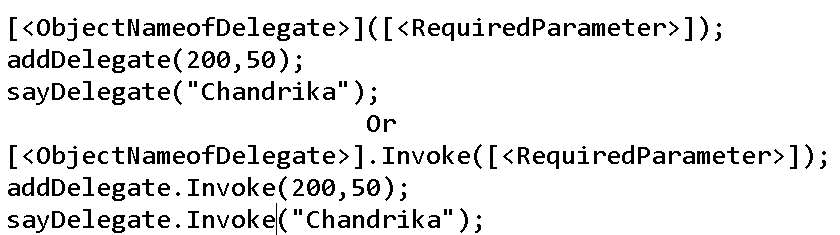 [<ObjectNameofDelegate>]([<RequiredParameter>]);
addDelegate(200,50);
sayDelegate("Chandrika");
Or
[<ObjectNameofDelegate>].Invoke([<RequiredParameter>]);
addDelegate.Invoke(200,50);
sayDelegate.Invoke("Chandrika");